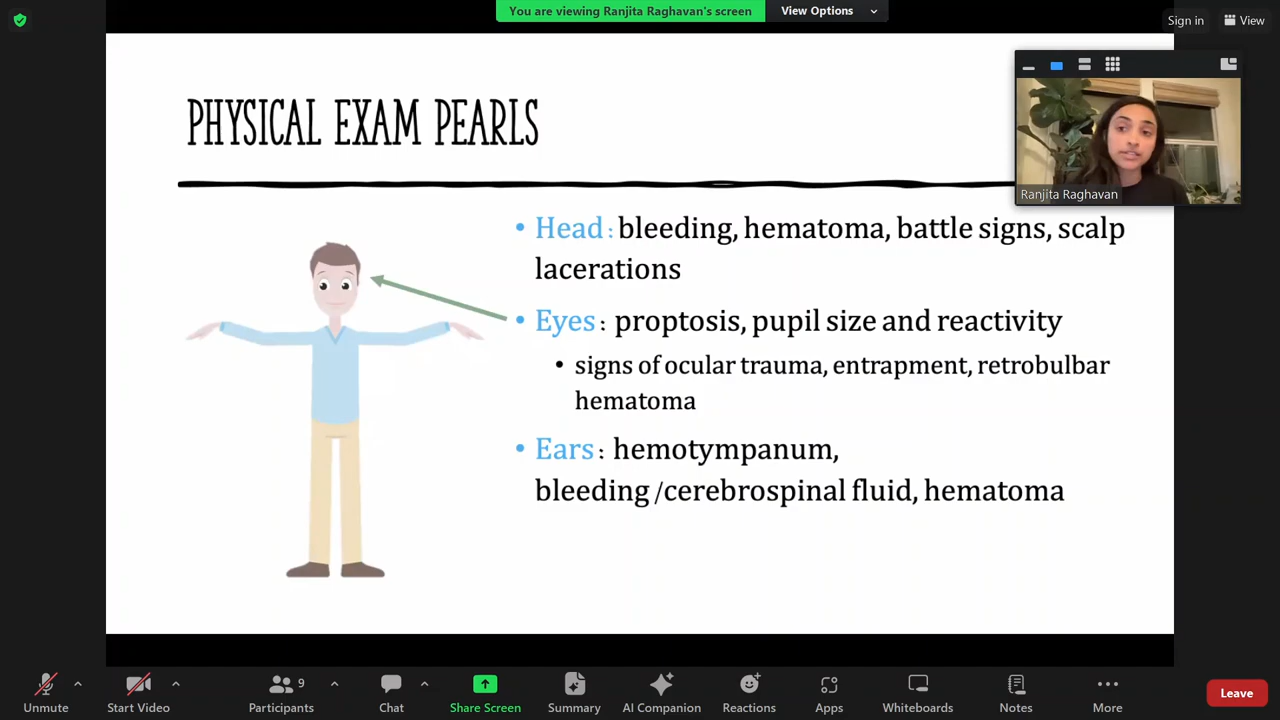 You are viewing Ranjita Raghavan's screen
View Options
Sign in
View
PHYSICAL EXAM PEARLS
Ranjita Raghavan
• Head: bleeding, hematoma, battle signs, scalp
lacerations
• Eyes: proptosis, pupil size and reactivity
• signs of ocular trauma, entrapment, retrobulbar
hematoma
• Ears: hemotympanum,
bleeding/cerebrospinal fluid, hematoma
9
Unmute
Start Video
Participants
Chat
Share Screen
Summary
AI Companion
Reactions
Apps
Whiteboards
Notes
More
Leave